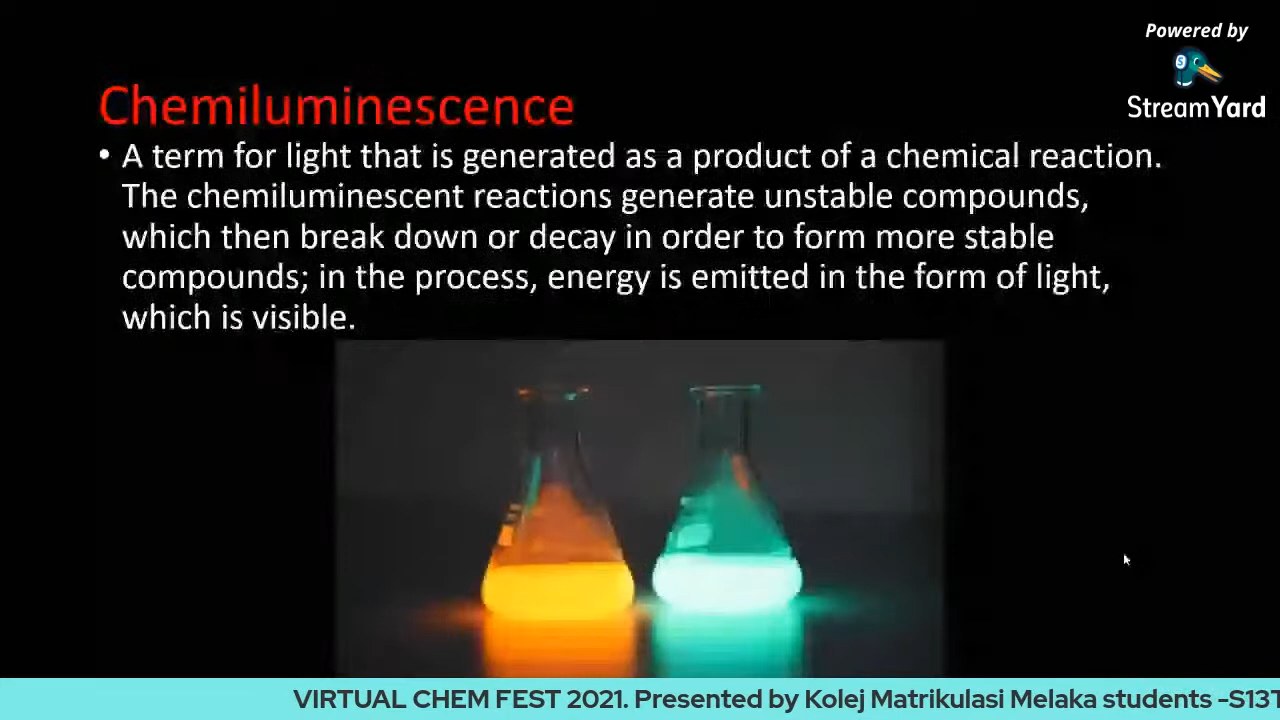 Powered by
StreamYard
Chemiluminescence
• A term for light that is generated as a product of a chemical reaction.
The chemiluminescent reactions generate unstable compounds,
which then break down or decay in order to form more stable
compounds; in the process, energy is emitted in the form of light,
which is visible.
VIRTUAL CHEM FEST 2021. Presented by Kolej Matrikulasi Melaka students -S13T